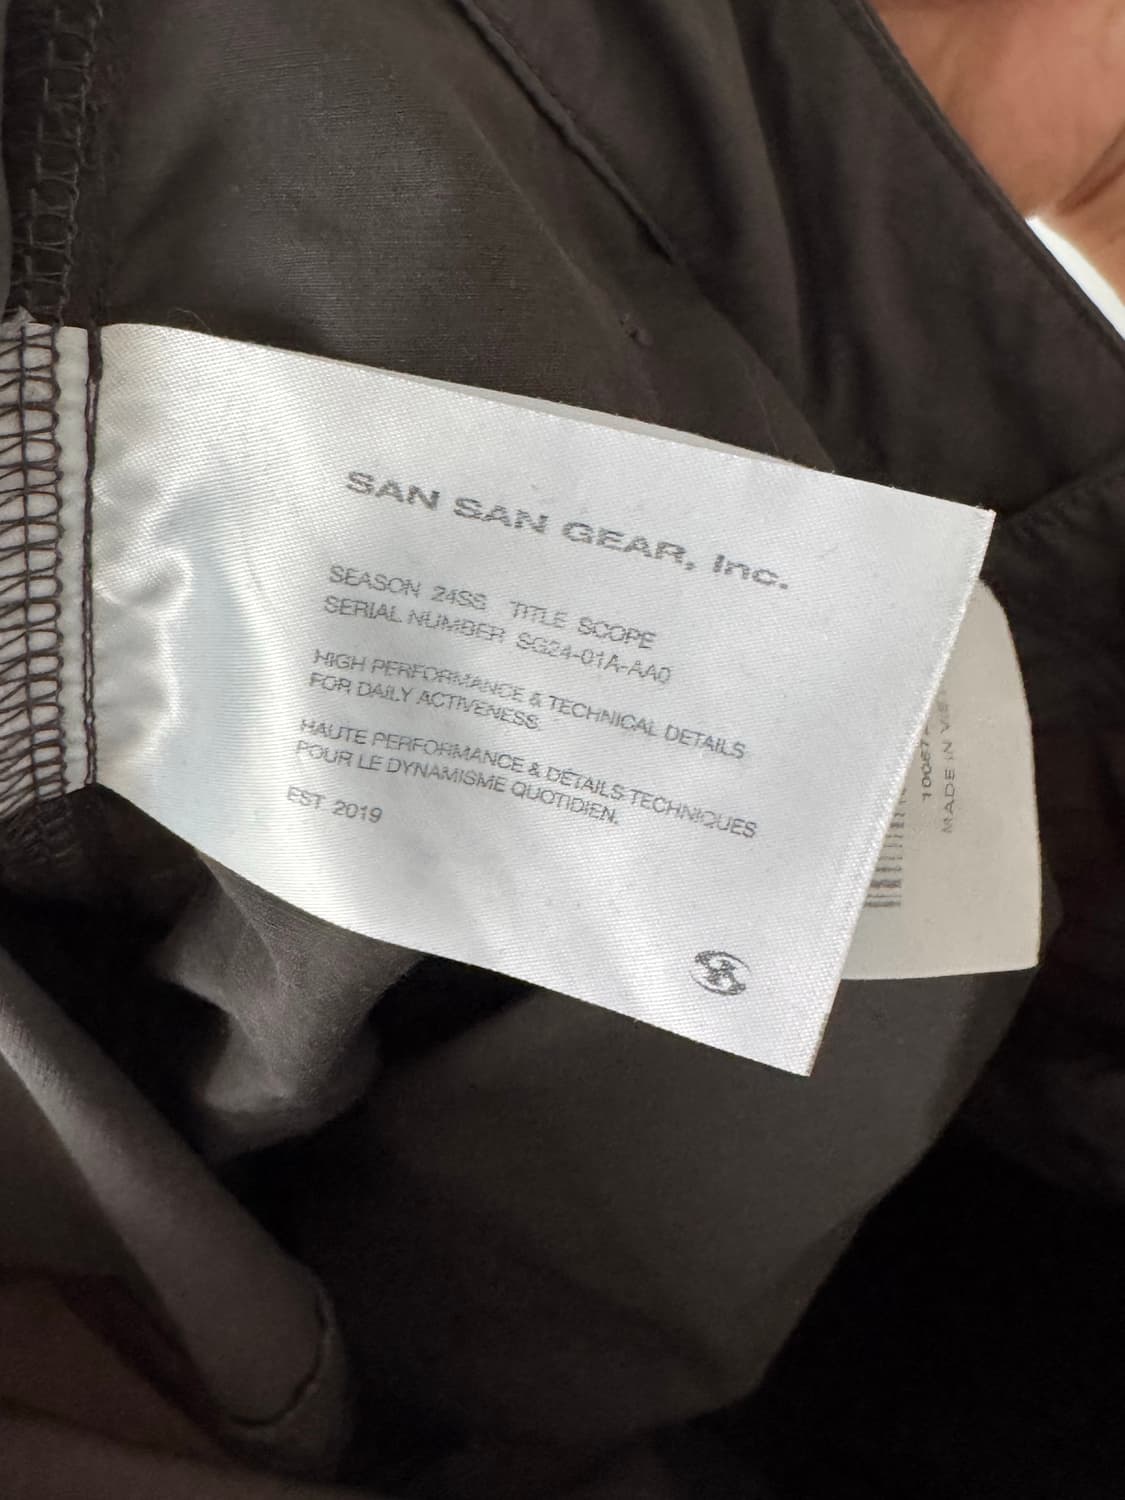 SAN SAN GEAR, Inc.
SEASON 24SS TITLE SCOPE
SERIAL NUMBER SG24-01A-AA0
HIGH PERFORMANCE & TECHNICAL DETAILS
FOR DAILY ACTIVENESS.
HAUTE PERFORMANCE & DÉTAILS TECHNIQUES
POUR LE DYNAMISME QUOTIDIEN.
EST 2019
MADE IN